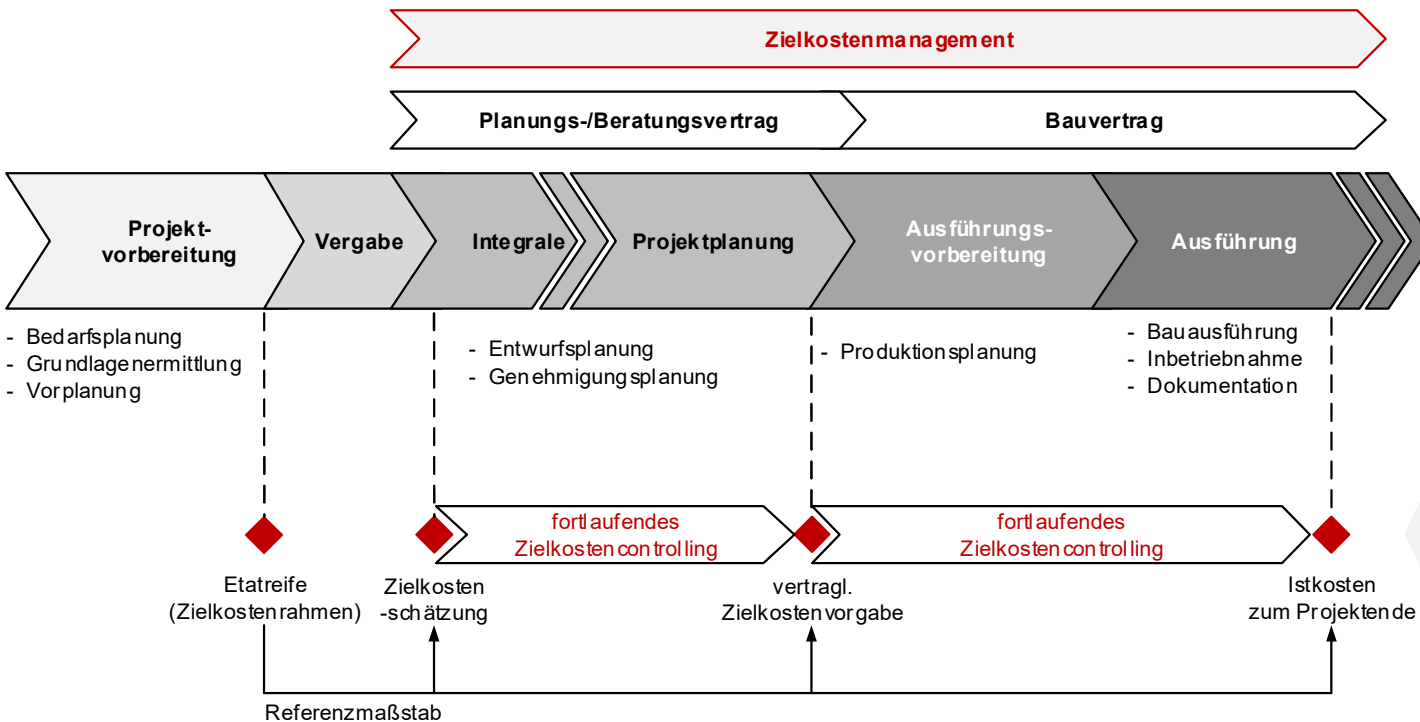 Zielkostenmanagement
Planungs-/Beratungsvertrag
Bauvertrag
Projekt-
vorbereitung
Vergabe
Integrale
Projektplanung
Ausführungs-
vorbereitung
Ausführung
- Bedarfsplanung
- Grundlagenermittlung
- Vorplanung
- Entwurfsplanung
- Genehmigungsplanung
- Produktionsplanung
- Bauausführung
- Inbetriebnahme
- Dokumentation
fortlaufendes
Zielkostencontrolling
fortlaufendes
Zielkostencontrolling
Etatreife
(Zielkostenrahmen)
Zielkosten
-schätzung
vertragl.
Zielkostenvorgabe
Istkosten
zum Projektende
Referenzmaßstab